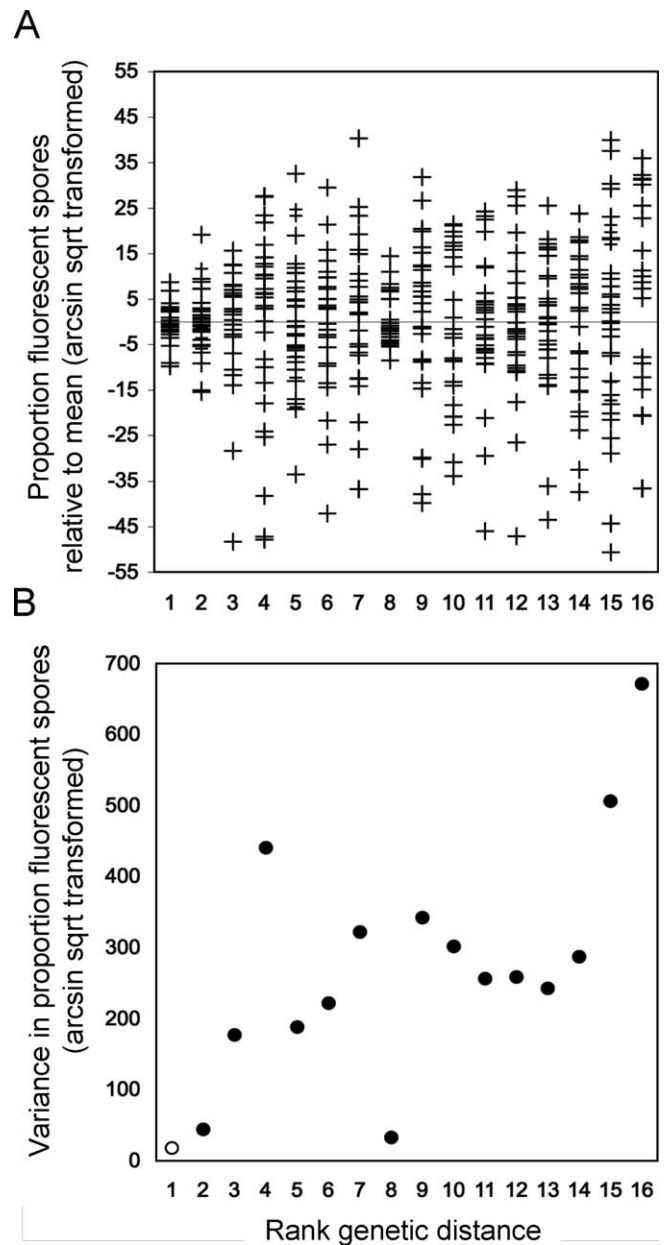 A
Proportion fluorescent spores
relative to mean (arcsin sqrt transformed)
55
45
35
25
15
5
-5
-15
-25
-35
-45
-55
1 2 3 4 5 6 7 8 9 10 11 12 13 14 15 16
B
Variance in proportion fluorescent spores
(arcsin sqrt transformed)
700
600
500
400
300
200
100
0
1 2 3 4 5 6 7 8 9 10 11 12 13 14 15 16
Rank genetic distance